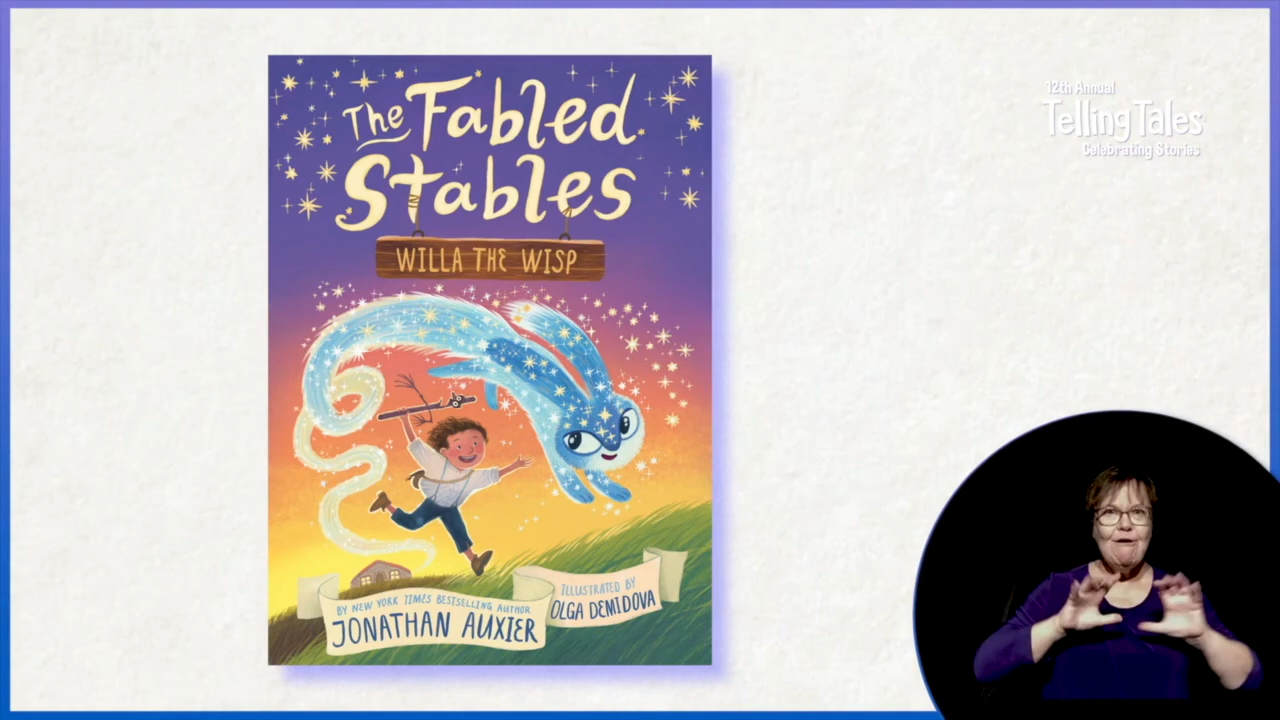 The Fabled
Stables
WILLA THE WISP
BY NEW YORK TIMES BESTSELLING AUTHOR
JONATHAN AUXIER
ILLUSTRATED BY
OLGA DEMIDOVA
12th Annual
Telling Tales
Celebrating Stories